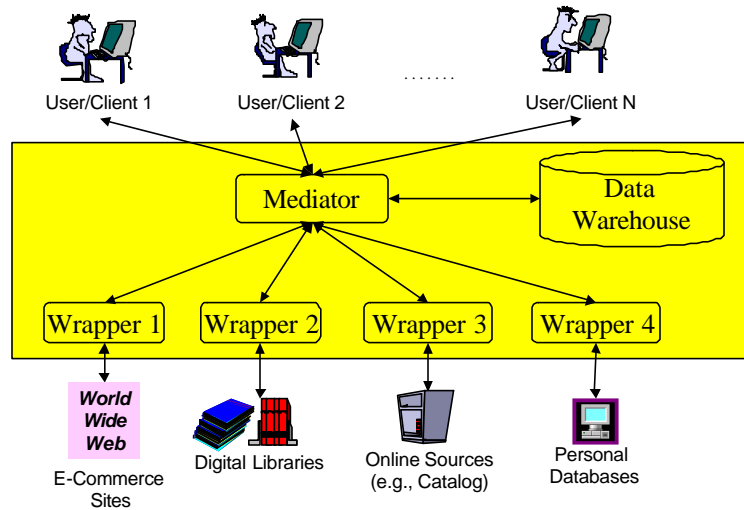 User/Client 1
User/Client 2
.......
User/Client N
Mediator
Data
Warehouse
Wrapper 1
Wrapper 2
Wrapper 3
Wrapper 4
World
Wide
Web
E-Commerce
Sites
Digital Libraries
Online Sources
(e.g., Catalog)
Personal
Databases